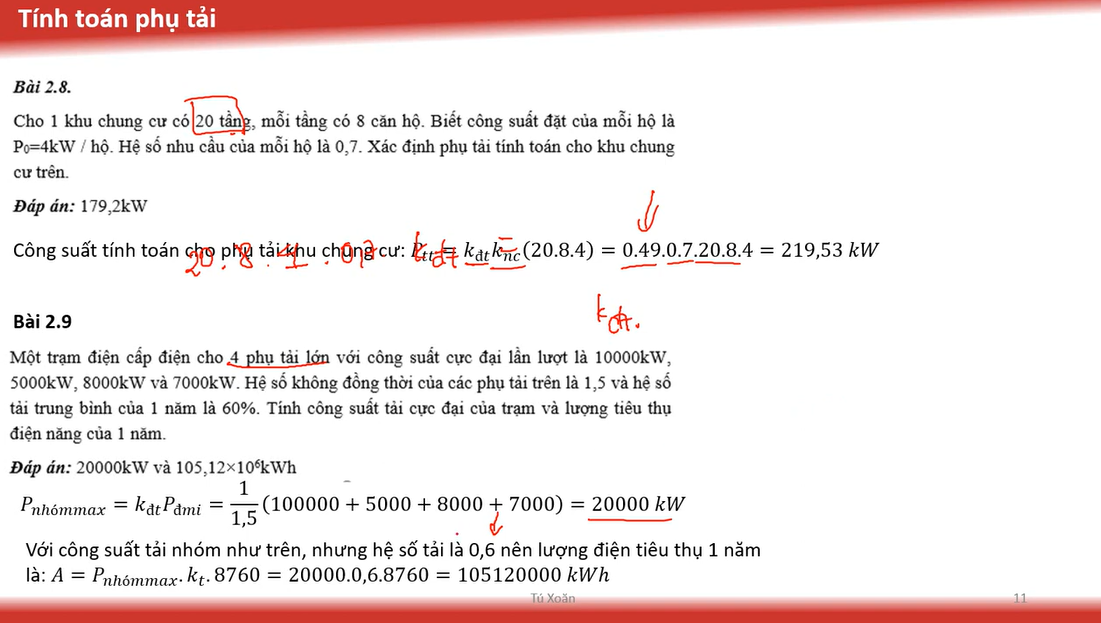 Tính toán phụ tải
Bài 2.8.
Cho 1 khu chung cư có 20 tầng, mỗi tầng có 8 căn hộ. Biết công suất đặt của mỗi hộ là
P₀=4kW / hộ. Hệ số nhu cầu của mỗi hộ là 0,7. Xác định phụ tải tính toán cho khu chung
cư trên.
Đáp án: 179,2kW
Công suất tính toán cho phụ tải khu chung cư: P_tt = k_đt k_nc (20.8.4) = 0.49.0.7.20.8.4 = 219,53 kW
20 . 8 . 4 . 0,7 k_đt
k_đt.
Bài 2.9
Một trạm điện cấp điện cho 4 phụ tải lớn với công suất cực đại lần lượt là 10000kW,
5000kW, 8000kW và 7000kW. Hệ số không đồng thời của các phụ tải trên là 1,5 và hệ số
tải trung bình của 1 năm là 60%. Tính công suất tải cực đại của trạm và lượng tiêu thụ
điện năng của 1 năm.
Đáp án: 20000kW và 105,12×10⁶kWh
P_nhómmax = k_đt P_đmi = 1/1,5 (100000 + 5000 + 8000 + 7000) = 20000 kW
Với công suất tải nhóm như trên, nhưng hệ số tải là 0,6 nên lượng điện tiêu thụ 1 năm
là: A = P_nhómmax. k_t. 8760 = 20000.0,6.8760 = 105120000 kWh
Tú Xoăn
11